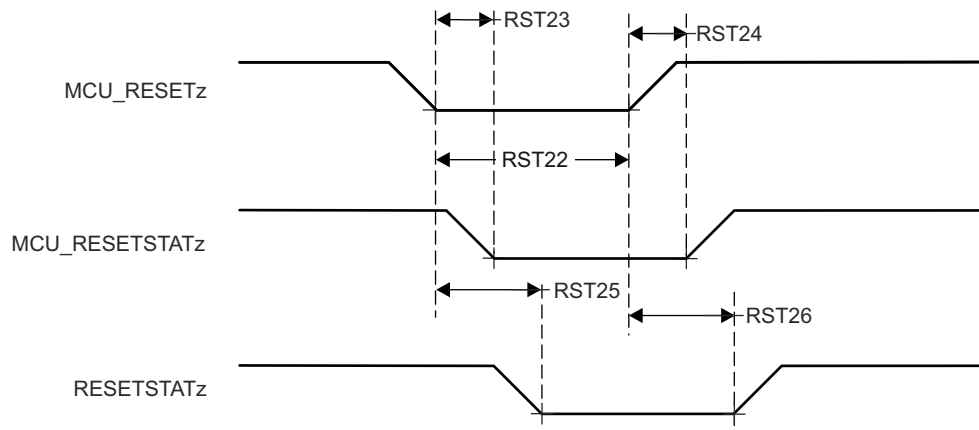 RST23
RST24
MCU_RESETz
RST22
MCU_RESETSTATz
RST25
RST26
RESETSTATz